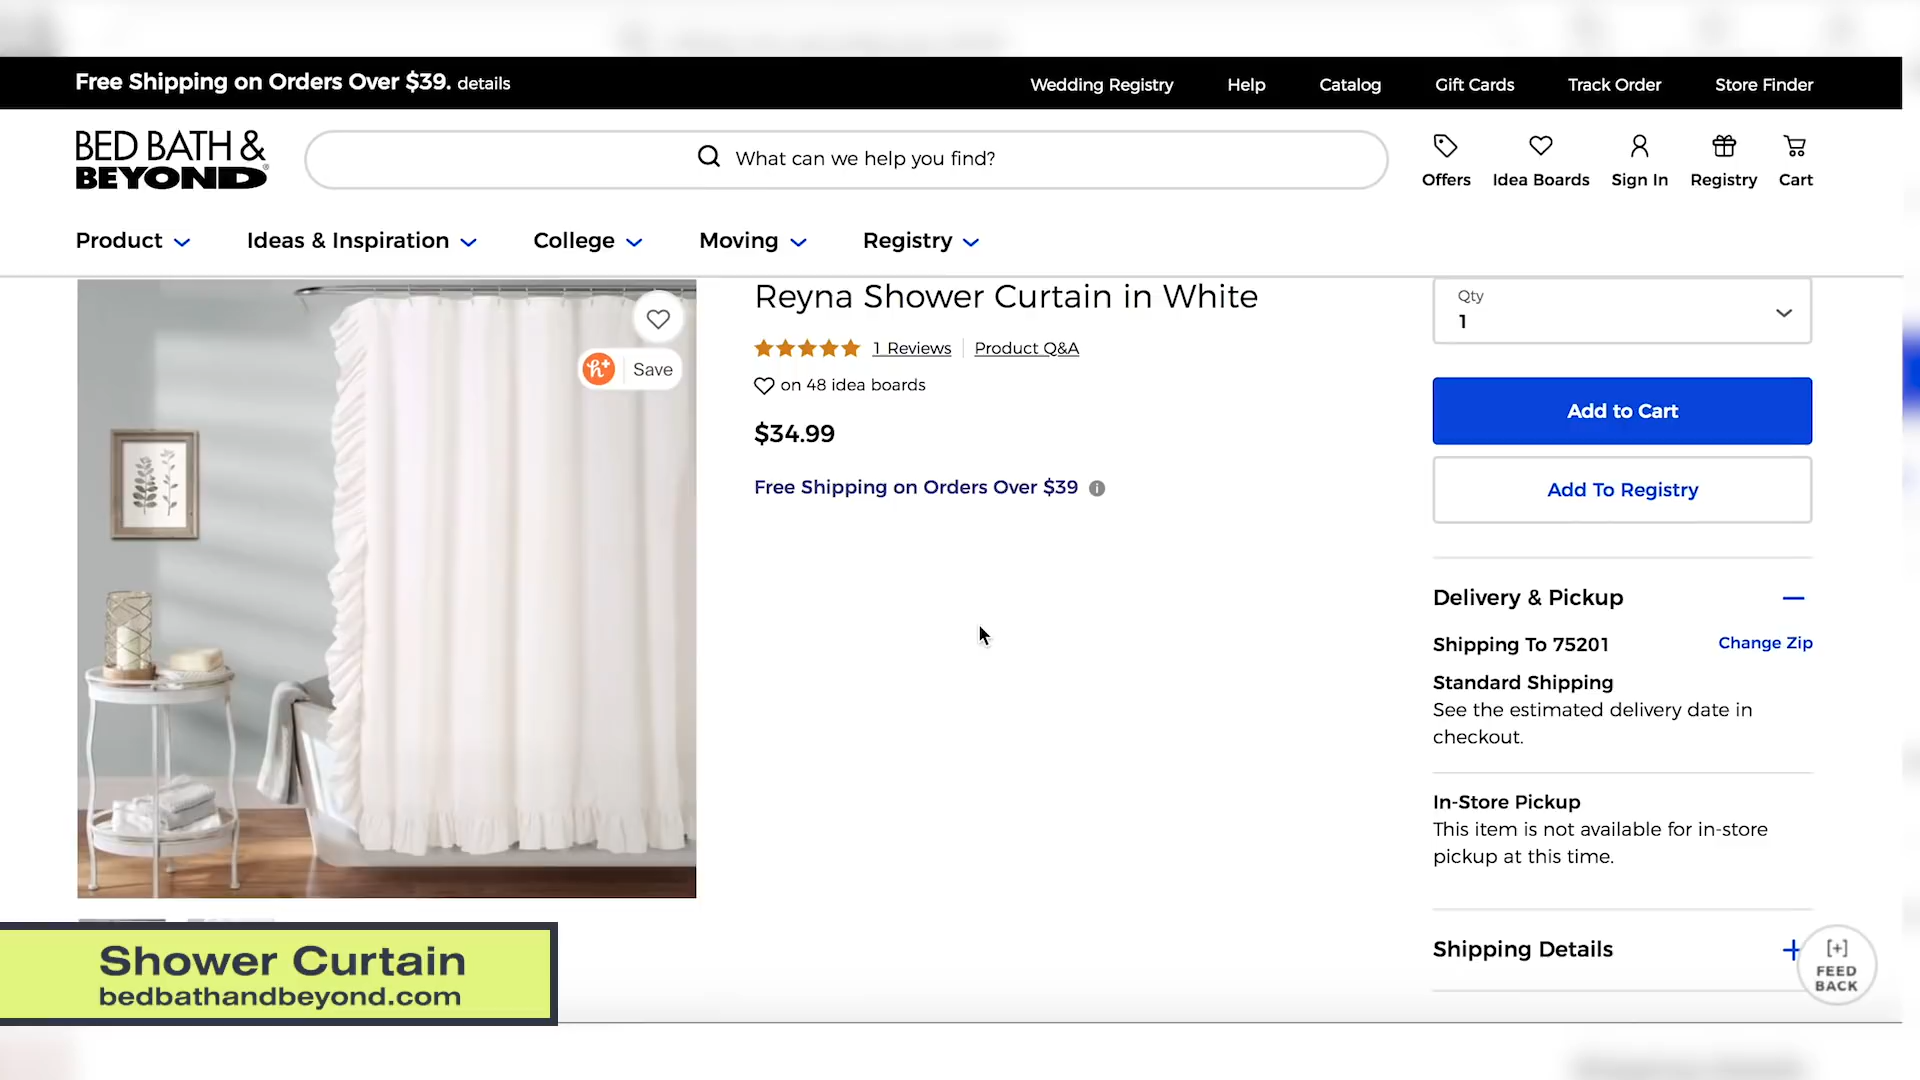 Free Shipping on Orders Over $39. details
Wedding Registry Help Catalog Gift Cards Track Order Store Finder
BED BATH &
BEYOND®
What can we help you find?
Offers Idea Boards Sign In Registry Cart
Product Ideas & Inspiration College Moving Registry
Reyna Shower Curtain in White
1 Reviews Product Q&A
on 48 idea boards
$34.99
Free Shipping on Orders Over $39
h+ Save
Qty
1
Add to Cart
Add To Registry
Delivery & Pickup
Shipping To 75201 Change Zip
Standard Shipping
See the estimated delivery date in
checkout.
In-Store Pickup
This item is not available for in-store
pickup at this time.
Shipping Details
[+]
FEED
BACK
Shower Curtain
bedbathandbeyond.com